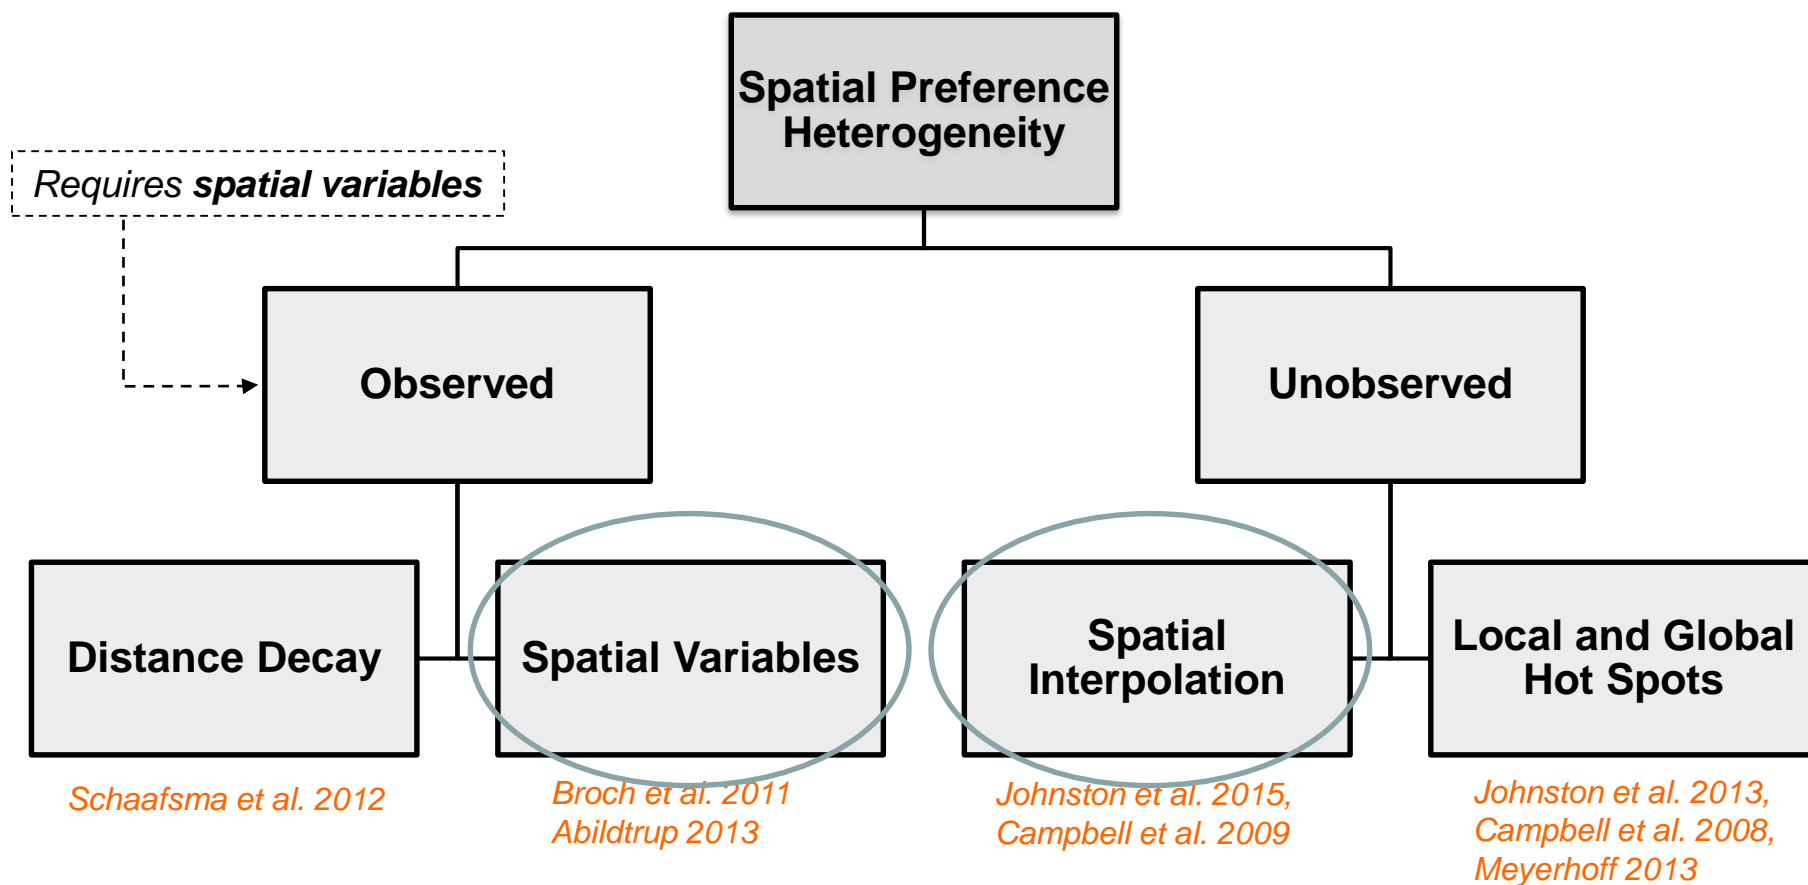 Spatial Preference
Heterogeneity
Requires spatial variables
Observed
Unobserved
Distance Decay
Spatial Variables
Spatial
Interpolation
Local and Global
Hot Spots
Schaafsma et al. 2012
Broch et al. 2011
Abildtrup 2013
Johnston et al. 2015,
Campbell et al. 2009
Johnston et al. 2013,
Campbell et al. 2008,
Meyerhoff 2013